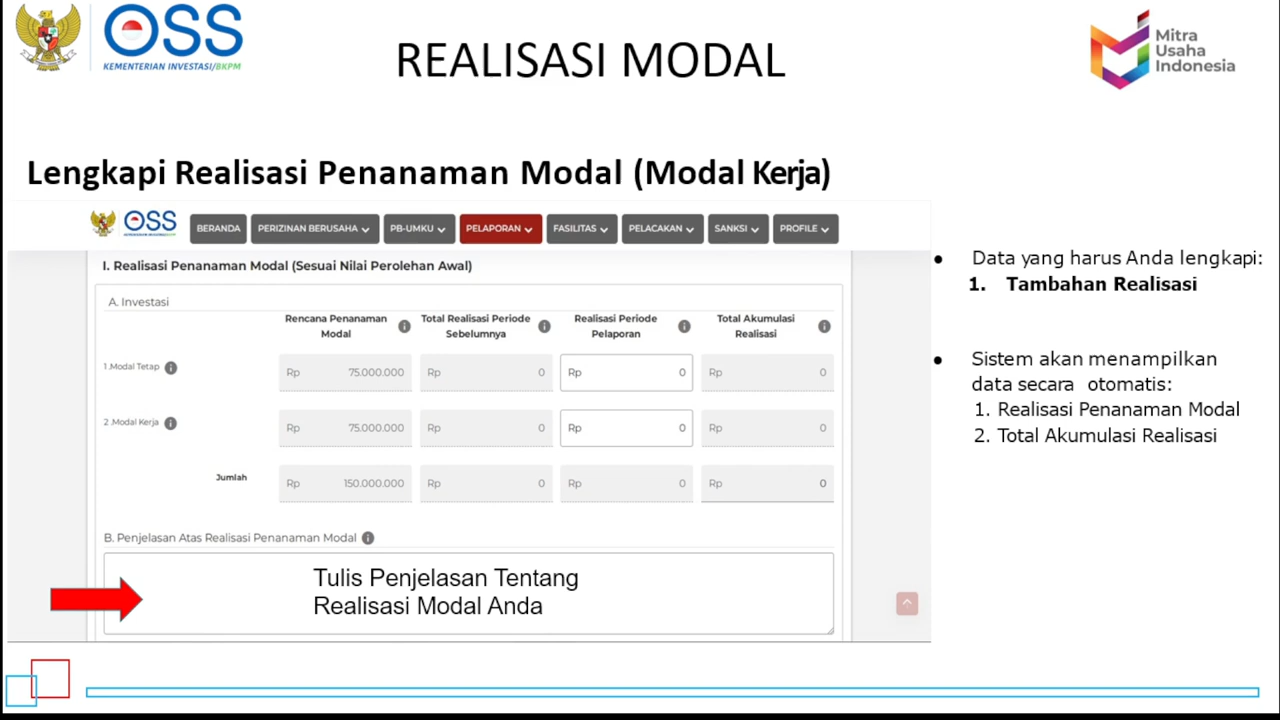 OSS
KEMENTERIAN INVESTASI/BKPM
REALISASI MODAL
Mitra
Usaha
Indonesia
Lengkapi Realisasi Penanaman Modal (Modal Kerja)
OSS
BERANDA PERIZINAN BERUSAHA PB-UMKU PELAPORAN FASILITAS PELACAKAN SANKSI PROFILE
I. Realisasi Penanaman Modal (Sesuai Nilai Perolehan Awal)
A. Investasi
Rencana Penanaman Modal Total Realisasi Periode Sebelumnya Realisasi Periode Pelaporan Total Akumulasi Realisasi
1.Modal Tetap Rp 75.000.000 Rp 0 Rp 0 Rp 0
2.Modal Kerja Rp 75.000.000 Rp 0 Rp 0 Rp 0
Jumlah Rp 150.000.000 Rp 0 Rp 0 Rp 0
B. Penjelasan Atas Realisasi Penanaman Modal
Tulis Penjelasan Tentang
Realisasi Modal Anda
• Data yang harus Anda lengkapi:
1. Tambahan Realisasi
• Sistem akan menampilkan
data secara otomatis:
1. Realisasi Penanaman Modal
2. Total Akumulasi Realisasi